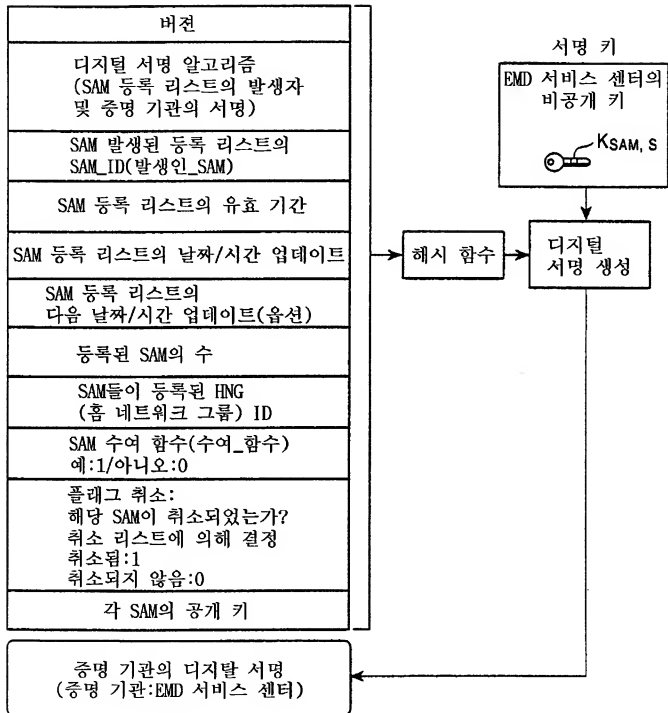 버젼
디지털 서명 알고리즘
(SAM 등록 리스트의 발생자
및 증명 기관의 서명)
SAM 발생된 등록 리스트의
SAM_ID(발생인_SAM)
SAM 등록 리스트의 유효 기간
SAM 등록 리스트의 날짜/시간 업데이트
SAM 등록 리스트의
다음 날짜/시간 업데이트(옵션)
등록된 SAM의 수
SAM들이 등록된 HNG
(홈 네트워크 그룹) ID
SAM 수여 함수(수여_함수)
예:1/아니오:0
플래그 취소:
해당 SAM이 취소되었는가?
취소 리스트에 의해 결정
취소됨:1
취소되지 않음:0
각 SAM의 공개 키
해시 함수
서명 키
EMD 서비스 센터의
비공개 키
KSAM, S
디지털
서명 생성
증명 기관의 디지탈 서명
(증명 기관:EMD 서비스 센터)